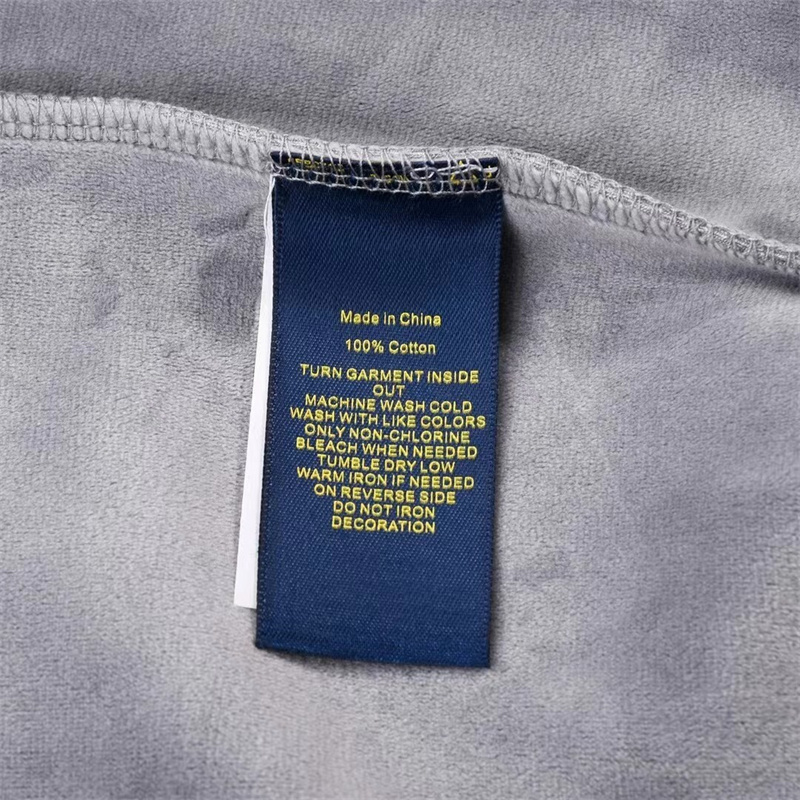 Made in China
100% Cotton
TURN GARMENT INSIDE
OUT
MACHINE WASH COLD
WASH WITH LIKE COLORS
ONLY NON-CHLORINE
BLEACH WHEN NEEDED
TUMBLE DRY LOW
WARM IRON IF NEEDED
ON REVERSE SIDE
DO NOT IRON
DECORATION